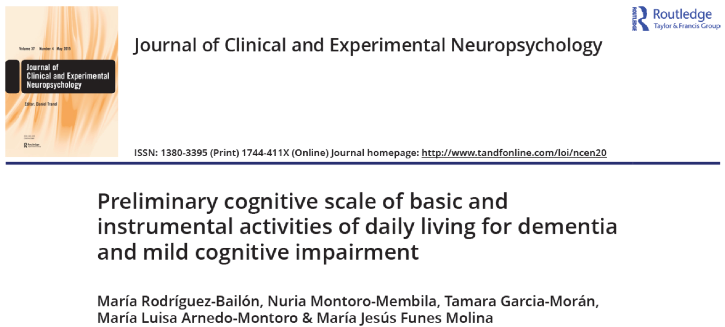 Routledge
Taylor & Francis Group
Volume 37 Number 4 May 2015
Journal of
Clinical and Experimental
Neuropsychology
Journal of Clinical and Experimental Neuropsychology
ISSN: 1380-3395 (Print) 1744-411X (Online) Journal homepage: http://www.tandfonline.com/loi/ncen20
Preliminary cognitive scale of basic and
instrumental activities of daily living for dementia
and mild cognitive impairment
María Rodríguez-Bailón, Nuria Montoro-Membila, Tamara Garcia-Morán,
María Luisa Arnedo-Montoro & María Jesús Funes Molina